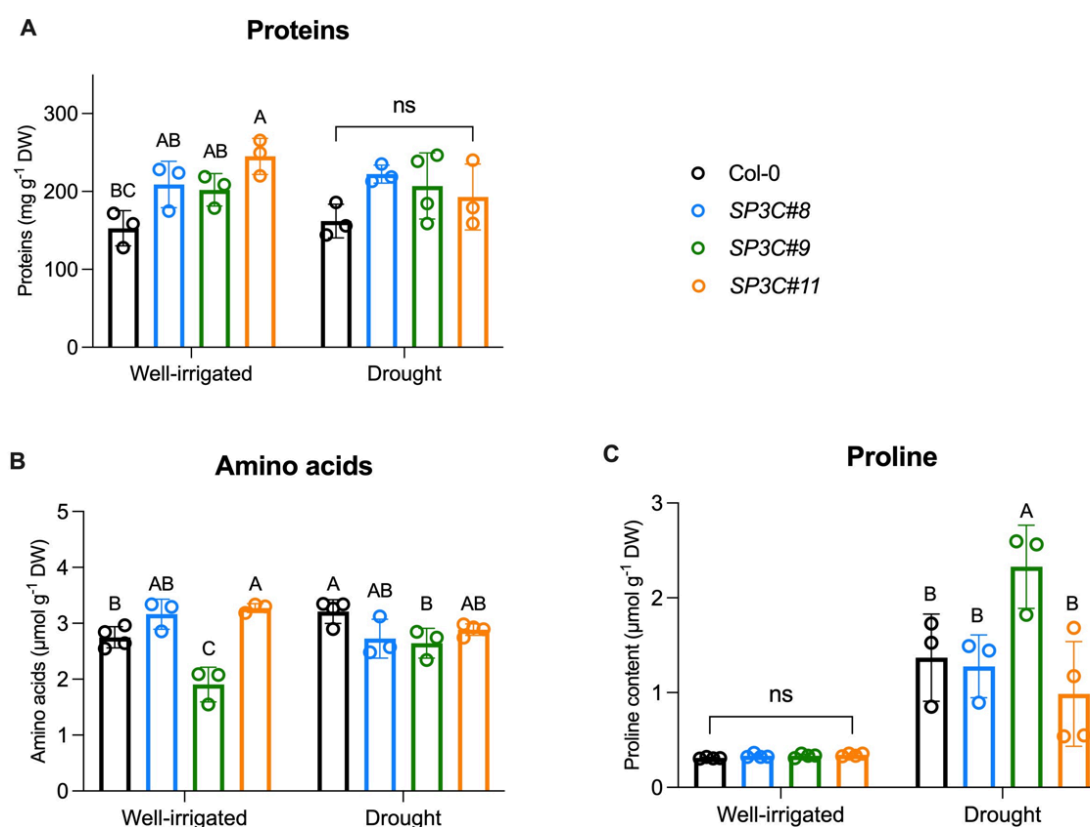 A
Proteins
Proteins (mg g⁻¹ DW)
300
200
100
0
BC
AB
AB
A
ns
Well-irrigated
Drought
Col-0
SP3C#8
SP3C#9
SP3C#11
B
Amino acids
Amino acids (µmol g⁻¹ DW)
5
4
3
2
1
0
B
AB
C
A
A
AB
B
AB
Well-irrigated
Drought
C
Proline
Proline content (µmol g⁻¹ DW)
3
2
1
0
ns
B
B
A
B
Well-irrigated
Drought